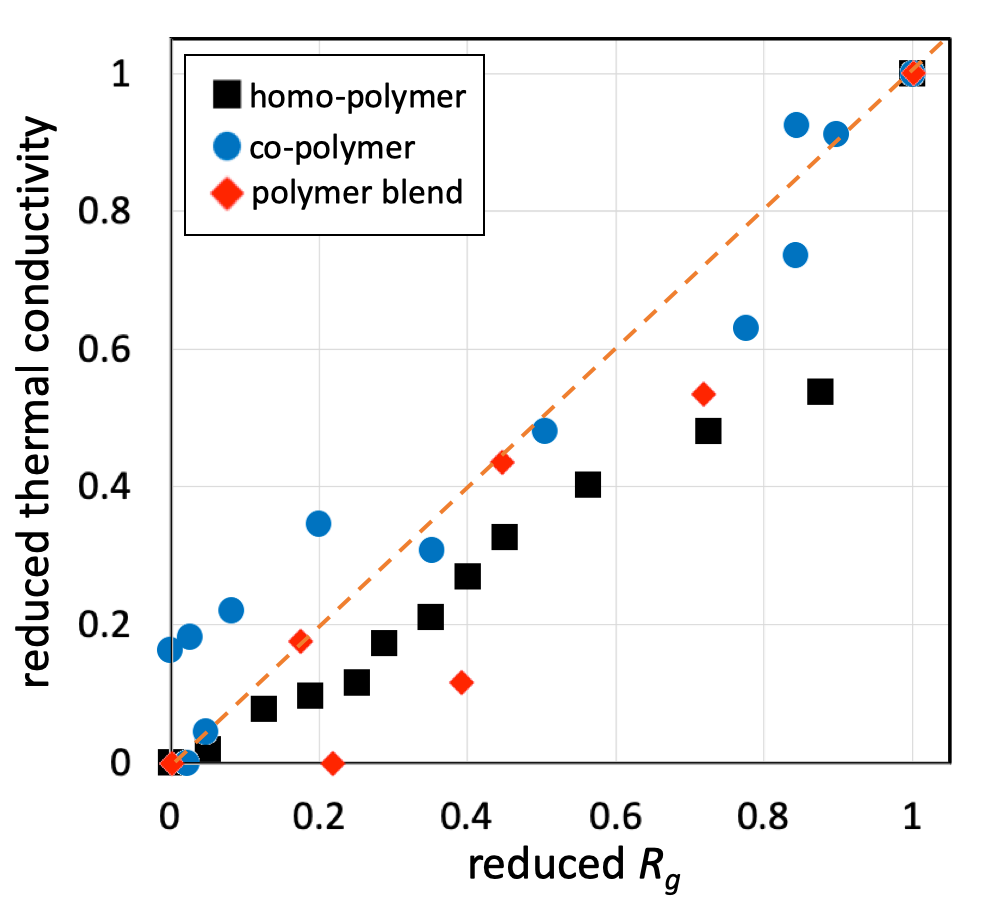 reduced thermal conductivity
1
0.8
0.6
0.4
0.2
0
homo-polymer
co-polymer
polymer blend
0 0.2 0.4 0.6 0.8 1
reduced Rg